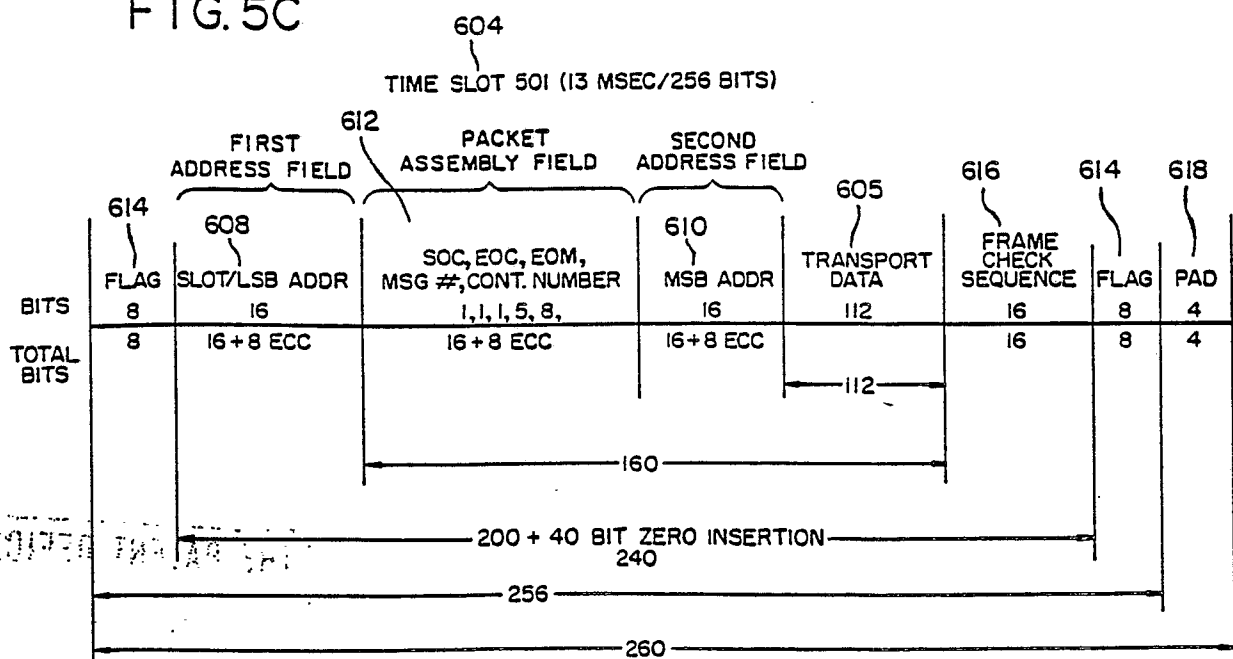 FIG. 5C
604
TIME SLOT 501 (13 MSEC/256 BITS)
612
FIRST
ADDRESS FIELD
PACKET
ASSEMBLY FIELD
SECOND
ADDRESS FIELD
614
608
610
605
616
614
618
FLAG
SLOT/LSB ADDR
SOC, EOC, EOM,
MSG #, CONT. NUMBER
MSB ADDR
TRANSPORT
DATA
FRAME
CHECK
SEQUENCE
FLAG
PAD
BITS 8 16 1, 1, 1, 5, 8, 16 112 16 8 4
TOTAL
BITS
8 16+8 ECC 16+8 ECC 16+8 ECC 16 8 4
112
160
200 + 40 BIT ZERO INSERTION
240
256
260